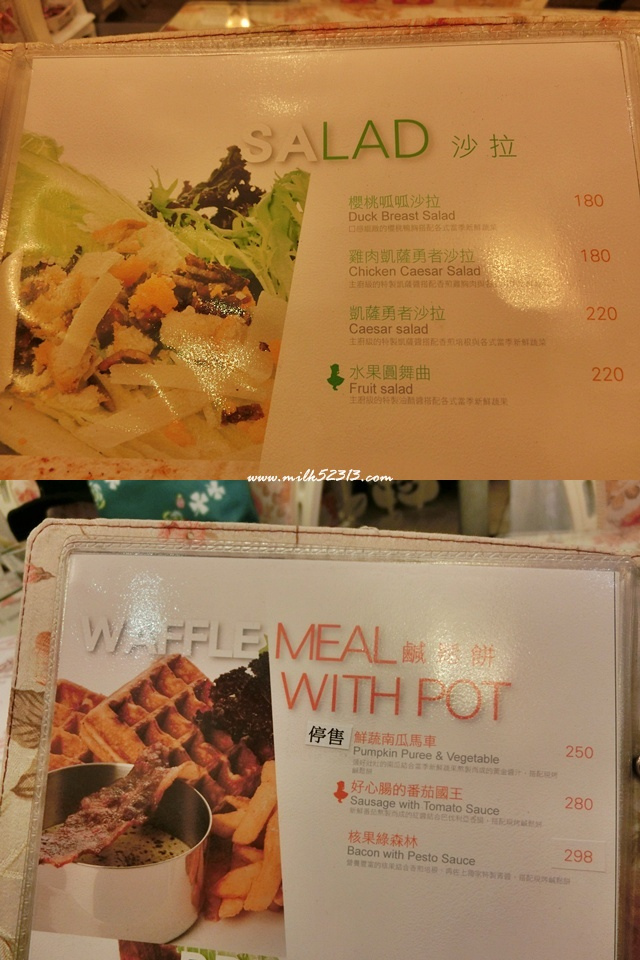 SALAD 沙拉
櫻桃呱呱沙拉 180
Duck Breast Salad
雞肉凱薩勇者沙拉 180
Chicken Caesar Salad
凱薩勇者沙拉 220
Caesar salad
水果圓舞曲 220
Fruit salad
www.milk52313.com
WAFFLE MEAL 鹹鬆餅
WITH POT
停售 鮮蔬南瓜馬車 250
Pumpkin Puree & Vegetable
好心腸的番茄國王 280
Sausage with Tomato Sauce
核果綠森林 298
Bacon with Pesto Sauce